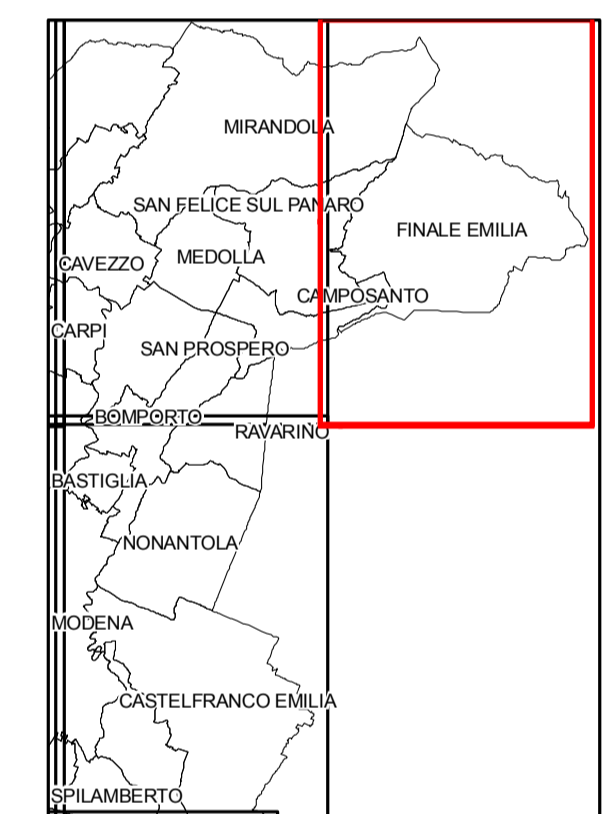 MIRANDOLA
SAN FELICE SUL PANARO
FINALE EMILIA
MEDOLLA
CAVEZZO
CAMPOSANTO
CARPI
SAN PROSPERO
BOMPORTO
RAVARINO
BASTIGLIA
NONANTOLA
MODENA
CASTELFRANCO EMILIA
SPILAMBERTO